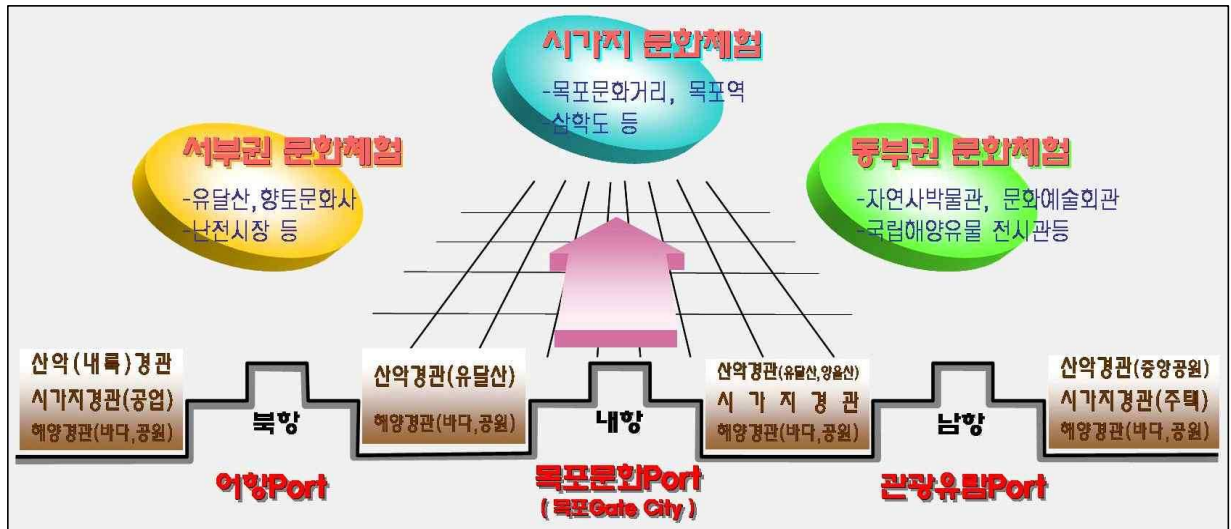 시가지 문화체험
-목포문화거리, 목포역
-삼학도 등
서부권 문화체험
-유달산,향토문화사
-난전시장 등
동부권 문화체험
-자연사박물관, 문화예술회관
-국립해양유물 전시관등
산악(내륙)경관
시가지경관(공업)
해양경관(바다,공원)
북항
산악경관(유달산)
해양경관(바다,공원)
내항
산악경관(유달산,양을산)
시 가 지 경 관
해양경관(바다,공원)
남항
산악경관(중앙공원)
시가지경관(주택)
해양경관(바다,공원)
어항Port
목포문화Port
( 목포Gate City )
관광유람Port